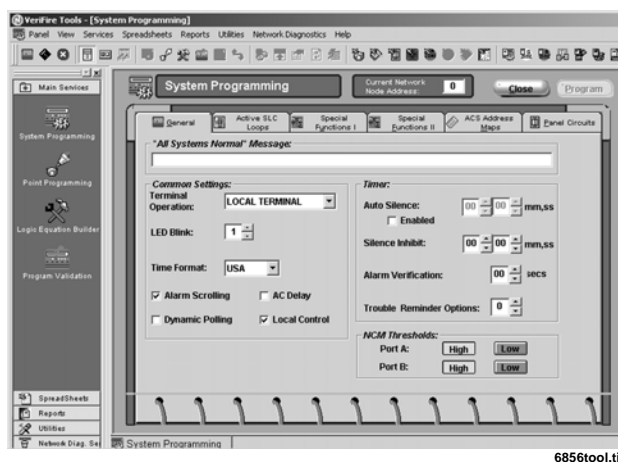 VeriFire Tools - [System Programming]
Panel View Services Spreadsheets Reports Utilities Network Diagnostics Help
Main Services
System Programming
Point Programming
Logic Equation Builder
Program Validation
SpreadSheets
Reports
Utilities
Network Diag. Se
System Programming
Current Network
Node Address:
0
Close
Program
General
Active SLC
Loops
Special
Functions I
Special
Functions II
ACS Address
Maps
Panel Circuits
"All Systems Normal" Message:
Common Settings:
Terminal
Operation:
LOCAL TERMINAL
LED Blink:
1
Time Format:
USA
Alarm Scrolling
AC Delay
Dynamic Polling
Local Control
Timer:
Auto Silence:
00 00 mm,ss
Enabled
Silence Inhibit:
00 00 mm,ss
Alarm Verification:
00 secs
Trouble Reminder Options:
0
NCM Thresholds:
Port A: High Low
Port B: High Low
System Programming
6856tool.ti